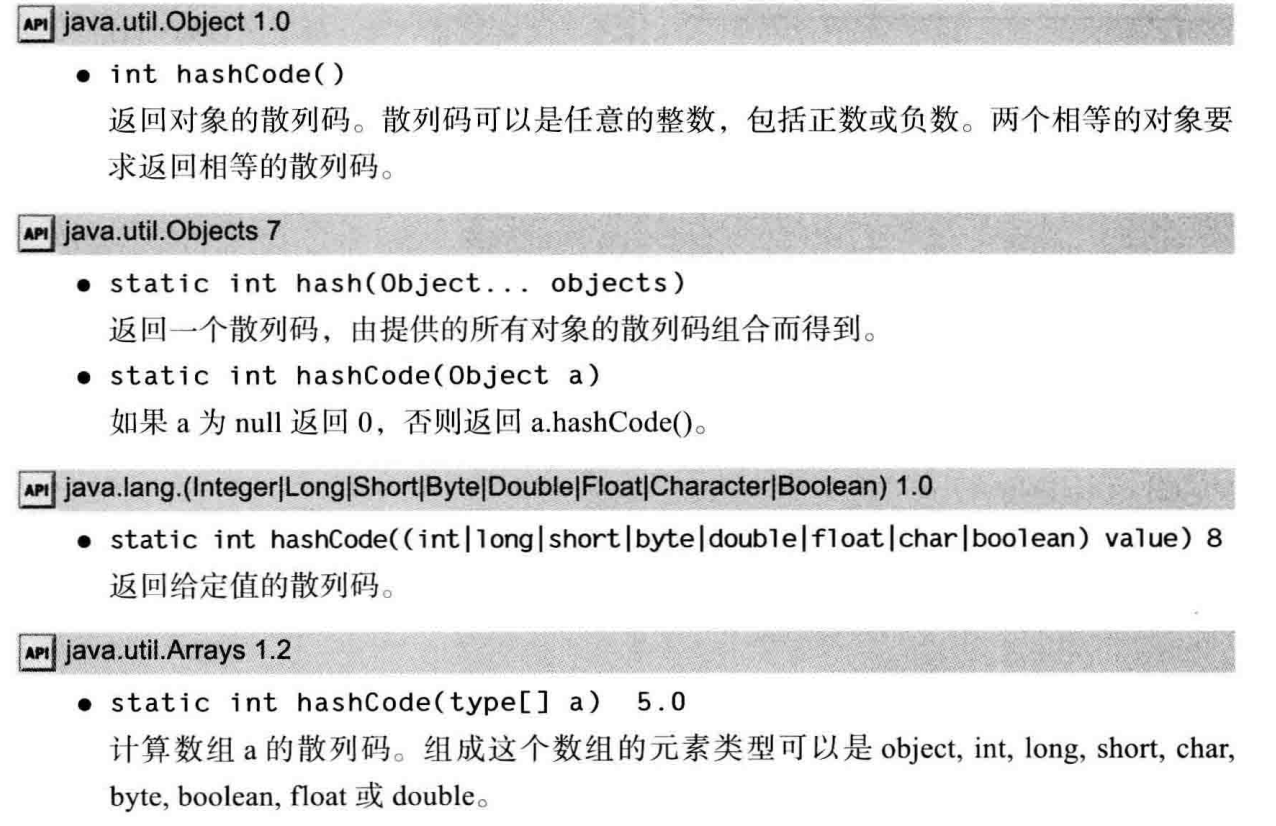 API java.util.Object 1.0
● int hashCode()
返回对象的散列码。散列码可以是任意的整数，包括正数或负数。两个相等的对象要
求返回相等的散列码。
API java.util.Objects 7
● static int hash(Object... objects)
返回一个散列码，由提供的所有对象的散列码组合而得到。
● static int hashCode(Object a)
如果 a 为 null 返回 0，否则返回 a.hashCode()。
API java.lang.(Integer|Long|Short|Byte|Double|Float|Character|Boolean) 1.0
● static int hashCode((int|long|short|byte|double|float|char|boolean) value) 8
返回给定值的散列码。
API java.util.Arrays 1.2
● static int hashCode(type[] a) 5.0
计算数组 a 的散列码。组成这个数组的元素类型可以是 object, int, long, short, char,
byte, boolean, float 或 double。